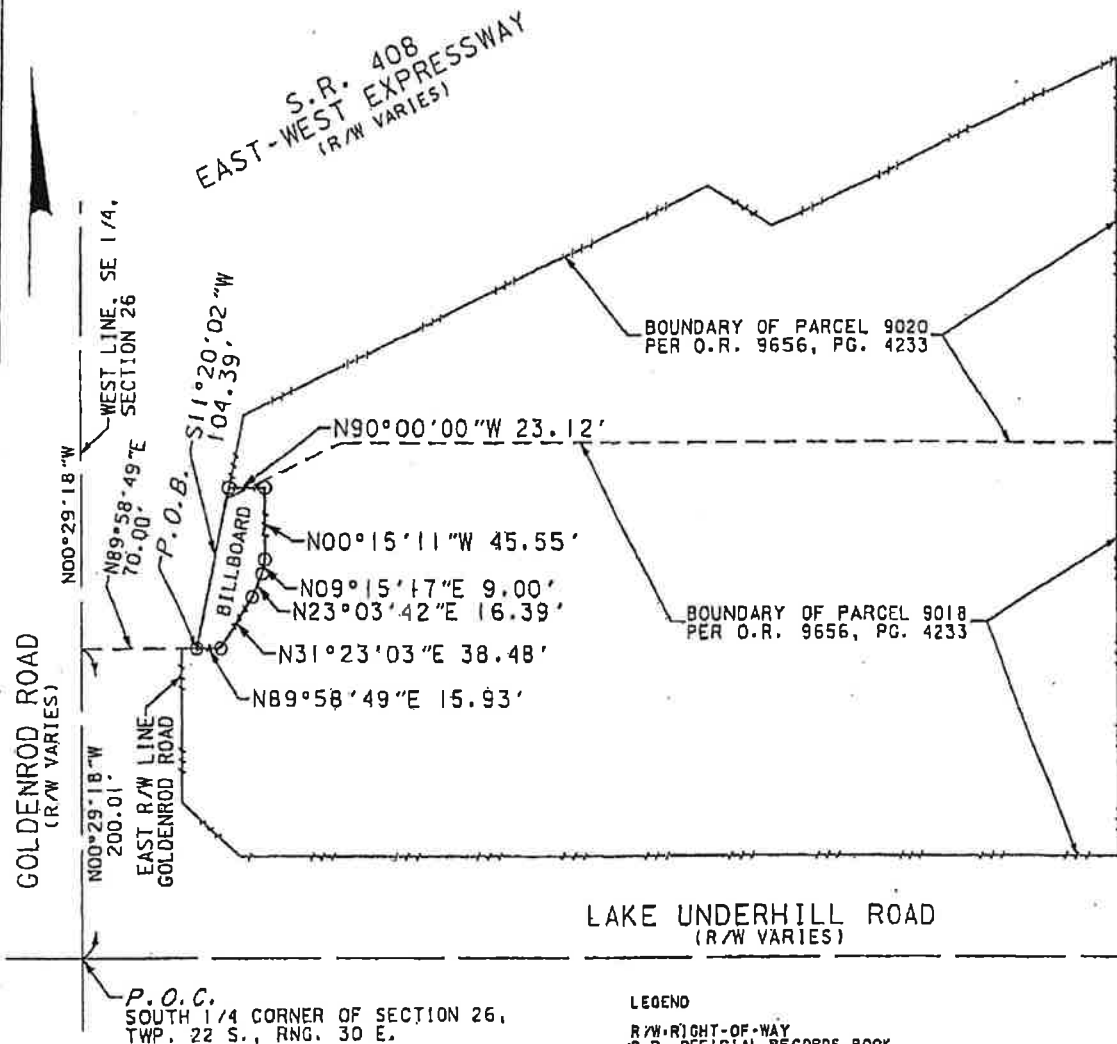 S.R. 408
EAST-WEST EXPRESSWAY
(R/W VARIES)
WEST LINE, SE 1/4,
SECTION 26
N00°29'18"W
N89°58'49"E
70.00'
P.O.B.
S11°20'02"W
104.39'
BOUNDARY OF PARCEL 9020
PER O.R. 9656, PG. 4233
N90°00'00"W 23.12'
BILLBOARD
N00°15'11"W 45.55'
N09°15'17"E 9.00'
N23°03'42"E 16.39'
N31°23'03"E 38.48'
N89°58'49"E 15.93'
BOUNDARY OF PARCEL 9018
PER O.R. 9656, PG. 4233
GOLDENROD ROAD
(R/W VARIES)
N00°29'18"W
200.01'
EAST R/W LINE
GOLDENROD ROAD
LAKE UNDERHILL ROAD
(R/W VARIES)
P.O.C.
SOUTH 1/4 CORNER OF SECTION 26,
TWP. 22 S., RNG. 30 E.
LEGEND
R/W=RIGHT-OF-WAY
OFFICIAL RECORDS BOOK